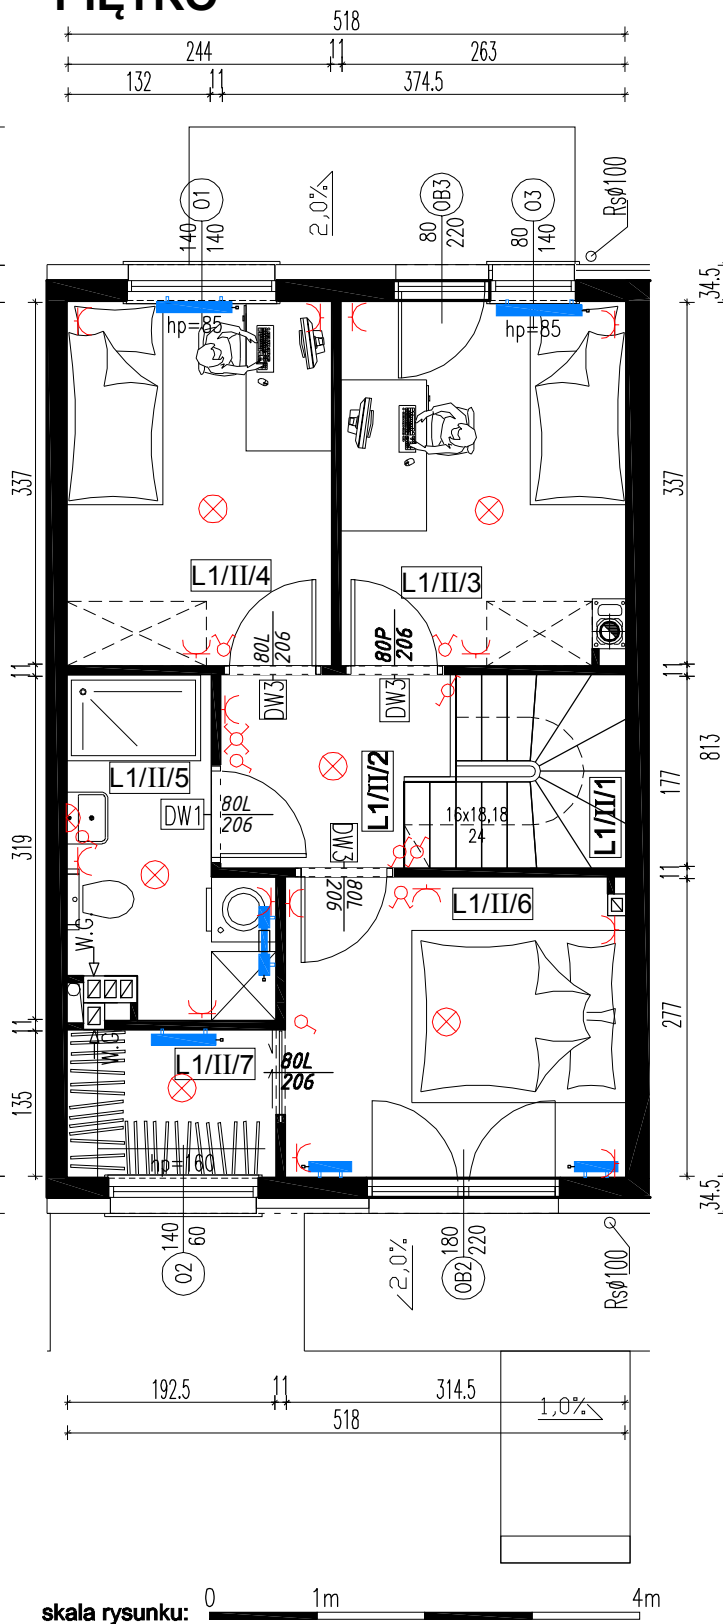 PIĘTRO
518
244 11 263
132 11 374.5
O1
140
140
2,0%
OB3
80
220
O3
80
140
Rsø100
34.5
hp=85
hp=85
337
337
L1/II/4
L1/II/3
80L
206
80P
206
11
11
DW3
DW3
L1/II/5
L1/II/2
813
177
DW1
80L
206
16x18,18
24
L1/II/1
319
DW3
80L
206
11
L1/II/6
W.G.
W.G.
277
11
L1/II/7
80L
206
135
hp=160
34.5
140
60
O2
2,0%
180
220
OB2
Rsø100
192.5 11 314.5
1,0%
518
skala rysunku: 0 1m 4m